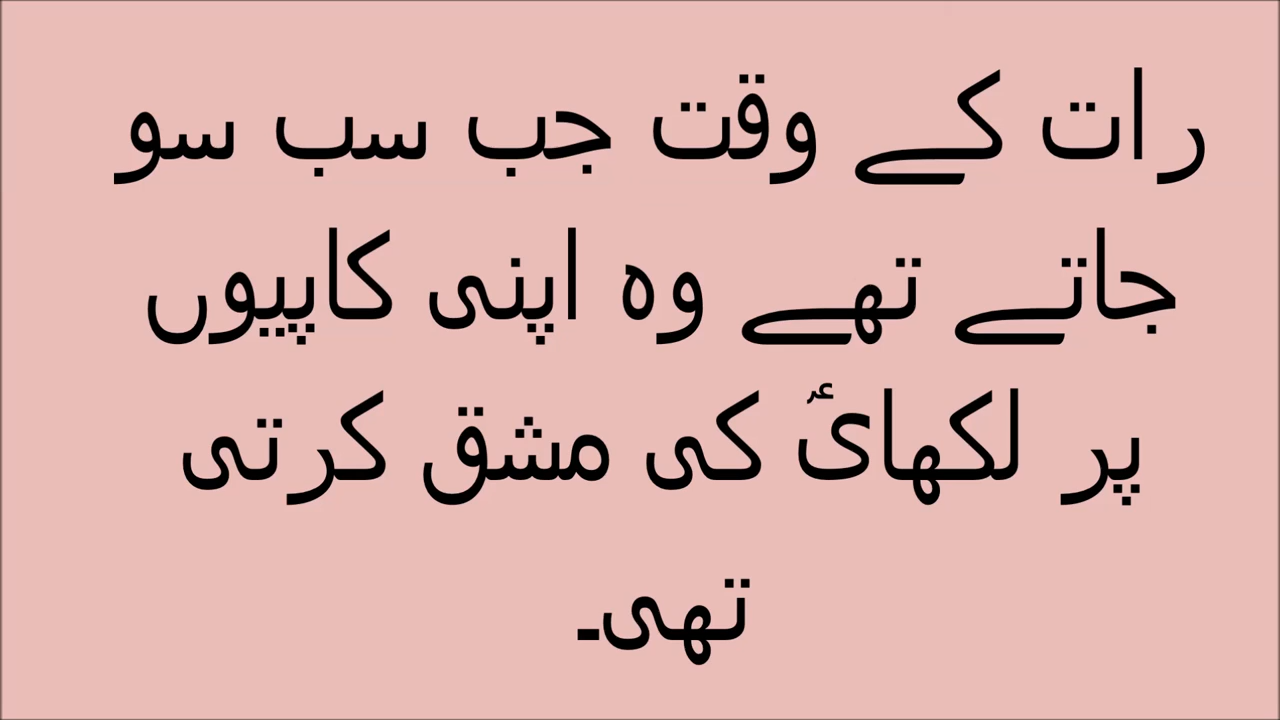 رات کے وقت جب سب سو
جاتے تھے وہ اپنی کاپیوں
پر لکھائؑ کی مشق کرتی
تھی۔